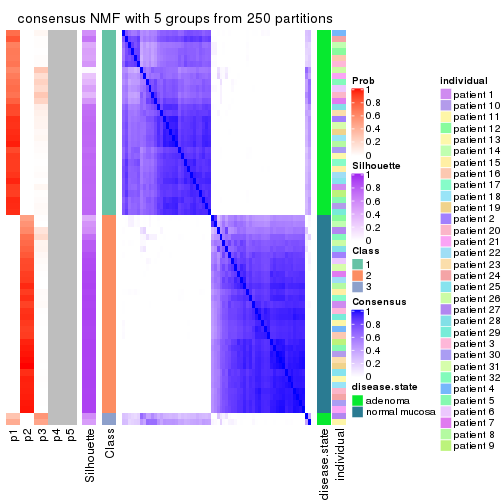 consensus NMF with 5 groups from 250 partitions
Prob
1
0.8
0.6
0.4
0.2
0
Silhouette
1
0.8
0.6
0.4
0.2
0
Class
1
2
3
Consensus
1
0.8
0.6
0.4
0.2
0
disease.state
adenoma
normal mucosa
individual
patient 1
patient 10
patient 11
patient 12
patient 13
patient 14
patient 15
patient 16
patient 17
patient 18
patient 19
patient 2
patient 20
patient 21
patient 22
patient 23
patient 24
patient 25
patient 26
patient 27
patient 28
patient 29
patient 3
patient 30
patient 31
patient 32
patient 4
patient 5
patient 6
patient 7
patient 8
patient 9
p1
p2
p3
p4
p5
Silhouette
Class
disease.state
individual